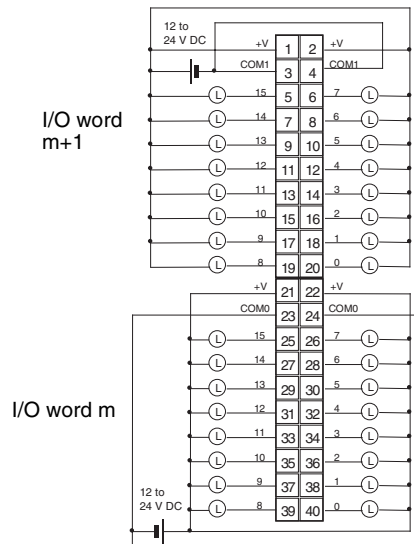 12 to
24 V DC
+V 1 2 +V
COM1 3 4 COM1
L 15 5 6 7 L
I/O word
m+1
L 14 7 8 6 L
L 13 9 10 5 L
L 12 11 12 4 L
L 11 13 14 3 L
L 10 15 16 2 L
L 9 17 18 1 L
L 8 19 20 0 L
+V 21 22 +V
COM0 23 24 COM0
L 15 25 26 7 L
L 14 27 28 6 L
L 13 29 30 5 L
I/O word m
L 12 31 32 4 L
L 11 33 34 3 L
L 10 35 36 2 L
L 9 37 38 1 L
12 to
24 V DC
L 8 39 40 0 L